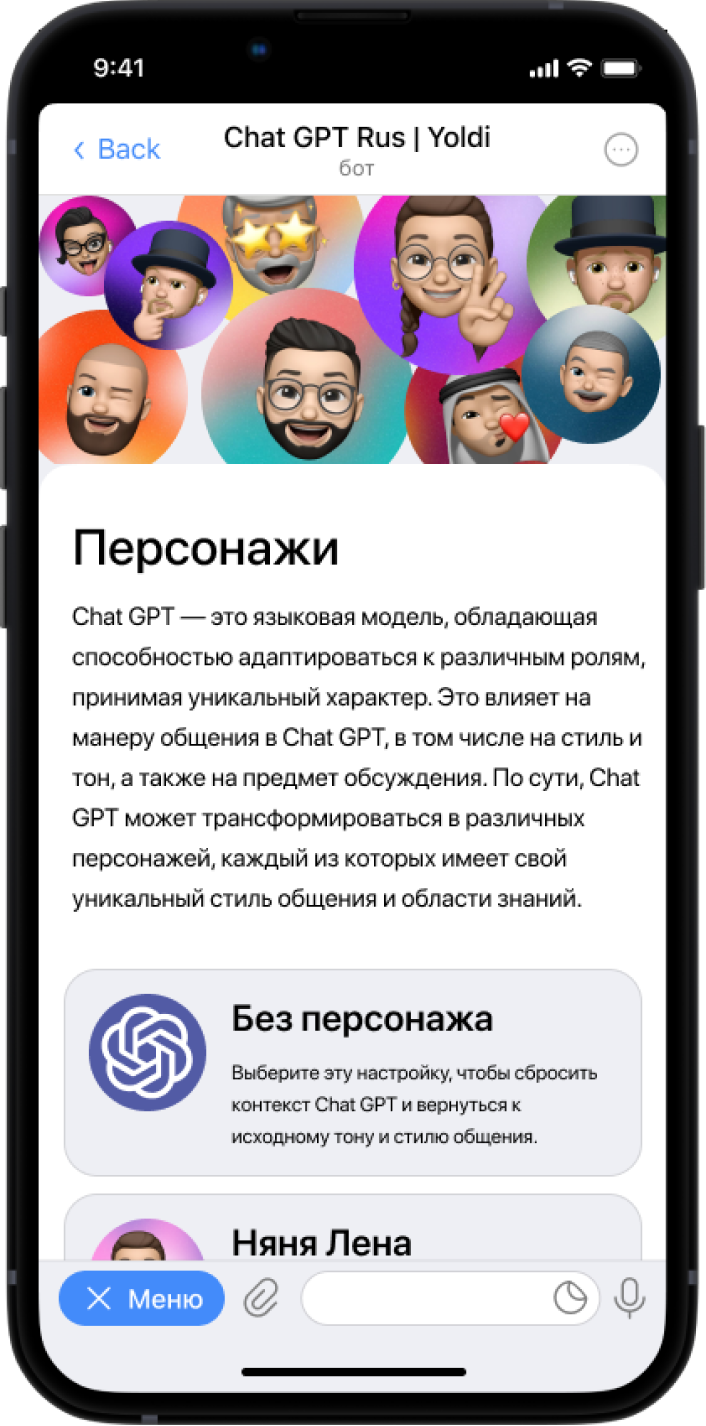 9:41
Back
Chat GPT Rus | Yoldi
бот
Персонажи
Chat GPT — это языковая модель, обладающая
способностью адаптироваться к различным ролям,
принимая уникальный характер. Это влияет на
манеру общения в Chat GPT, в том числе на стиль и
тон, а также на предмет обсуждения. По сути, Chat
GPT может трансформироваться в различных
персонажей, каждый из которых имеет свой
уникальный стиль общения и области знаний.
Без персонажа
Выберите эту настройку, чтобы сбросить
контекст Chat GPT и вернуться к
исходному тону и стилю общения.
Няня Лена
Меню